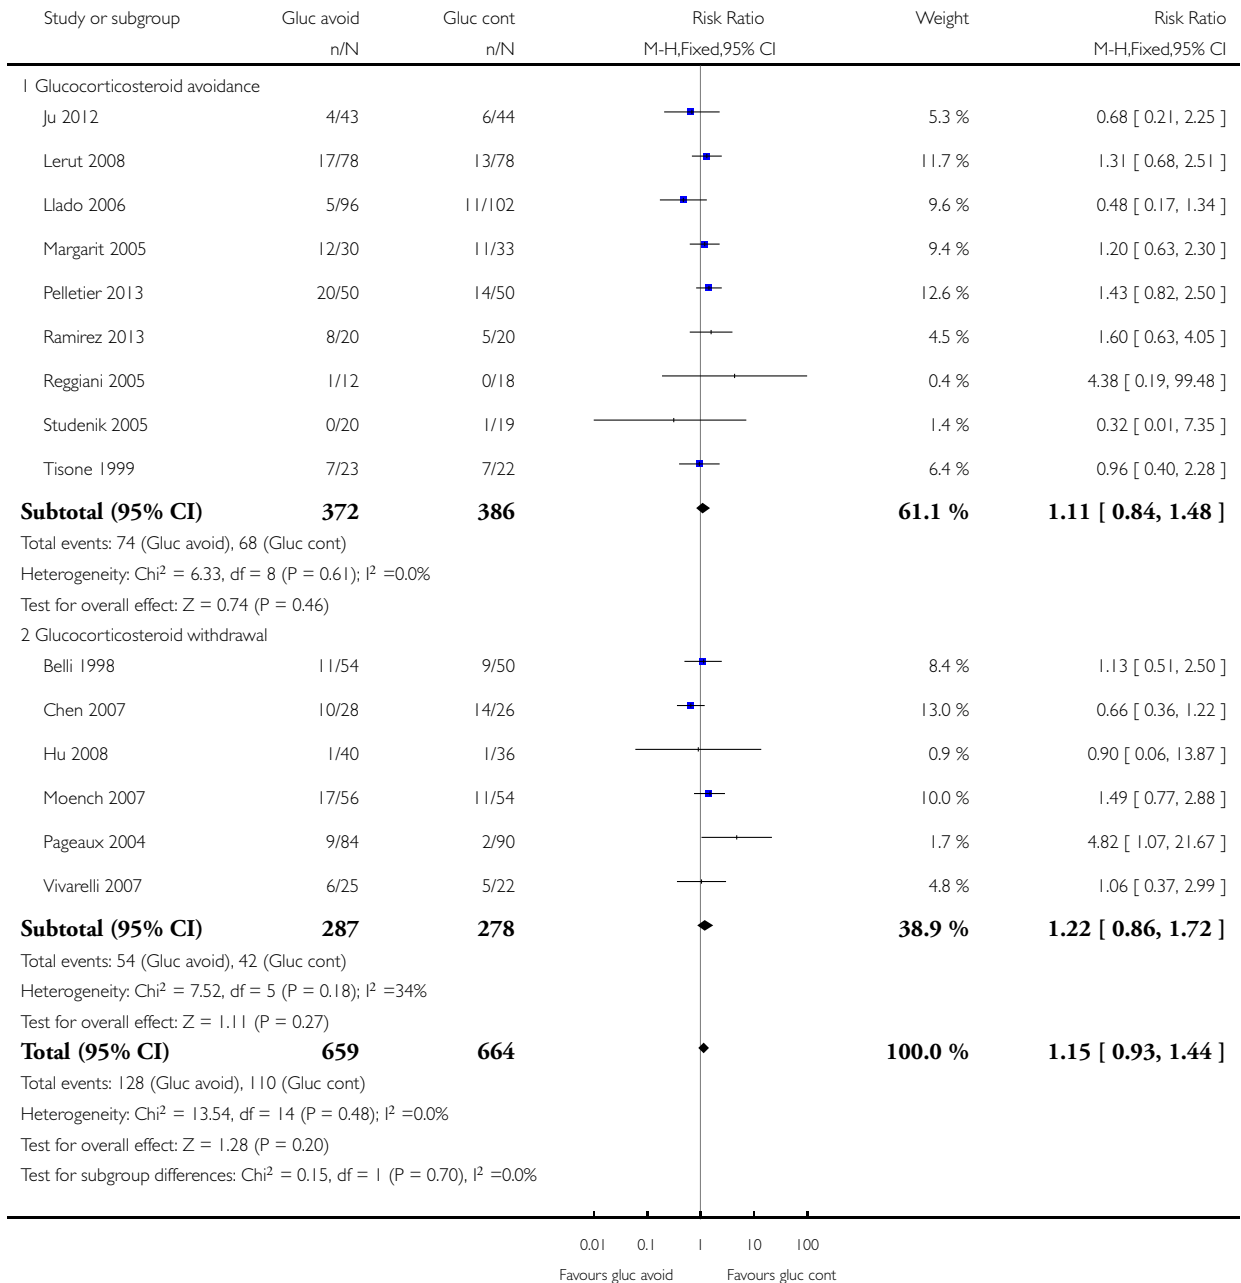 Study or subgroup Gluc avoid Gluc cont Risk Ratio Weight Risk Ratio
n/N n/N M-H,Fixed,95% CI M-H,Fixed,95% CI
1 Glucocorticosteroid avoidance
Ju 2012 4/43 6/44 5.3 % 0.68 [ 0.21, 2.25 ]
Lerut 2008 17/78 13/78 11.7 % 1.31 [ 0.68, 2.51 ]
Llado 2006 5/96 11/102 9.6 % 0.48 [ 0.17, 1.34 ]
Margarit 2005 12/30 11/33 9.4 % 1.20 [ 0.63, 2.30 ]
Pelletier 2013 20/50 14/50 12.6 % 1.43 [ 0.82, 2.50 ]
Ramirez 2013 8/20 5/20 4.5 % 1.60 [ 0.63, 4.05 ]
Reggiani 2005 1/12 0/18 0.4 % 4.38 [ 0.19, 99.48 ]
Studenik 2005 0/20 1/19 1.4 % 0.32 [ 0.01, 7.35 ]
Tisone 1999 7/23 7/22 6.4 % 0.96 [ 0.40, 2.28 ]
Subtotal (95% CI) 372 386 61.1 % 1.11 [ 0.84, 1.48 ]
Total events: 74 (Gluc avoid), 68 (Gluc cont)
Heterogeneity: Chi² = 6.33, df = 8 (P = 0.61); I² =0.0%
Test for overall effect: Z = 0.74 (P = 0.46)
2 Glucocorticosteroid withdrawal
Belli 1998 11/54 9/50 8.4 % 1.13 [ 0.51, 2.50 ]
Chen 2007 10/28 14/26 13.0 % 0.66 [ 0.36, 1.22 ]
Hu 2008 1/40 1/36 0.9 % 0.90 [ 0.06, 13.87 ]
Moench 2007 17/56 11/54 10.0 % 1.49 [ 0.77, 2.88 ]
Pageaux 2004 9/84 2/90 1.7 % 4.82 [ 1.07, 21.67 ]
Vivarelli 2007 6/25 5/22 4.8 % 1.06 [ 0.37, 2.99 ]
Subtotal (95% CI) 287 278 38.9 % 1.22 [ 0.86, 1.72 ]
Total events: 54 (Gluc avoid), 42 (Gluc cont)
Heterogeneity: Chi² = 7.52, df = 5 (P = 0.18); I² =34%
Test for overall effect: Z = 1.11 (P = 0.27)
Total (95% CI) 659 664 100.0 % 1.15 [ 0.93, 1.44 ]
Total events: 128 (Gluc avoid), 110 (Gluc cont)
Heterogeneity: Chi² = 13.54, df = 14 (P = 0.48); I² =0.0%
Test for overall effect: Z = 1.28 (P = 0.20)
Test for subgroup differences: Chi² = 0.15, df = 1 (P = 0.70), I² =0.0%
0.01 0.1 1 10 100
Favours gluc avoid Favours gluc cont